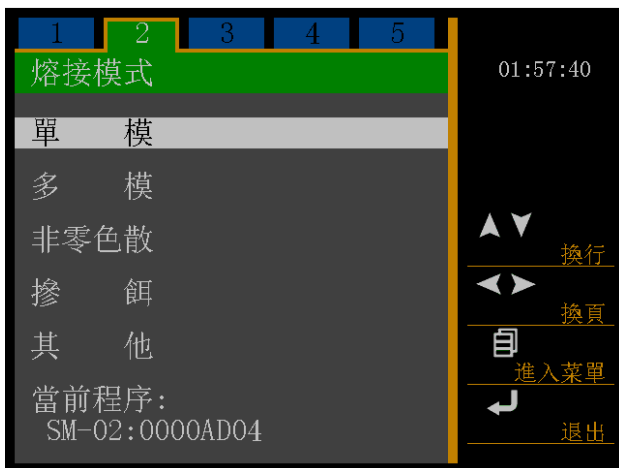 1 2 3 4 5
熔接模式
01:57:40
單 模
多 模
非零色散
摻 餌
其 他
當前程序:
SM-02:0000AD04
換行
換頁
進入菜單
退出